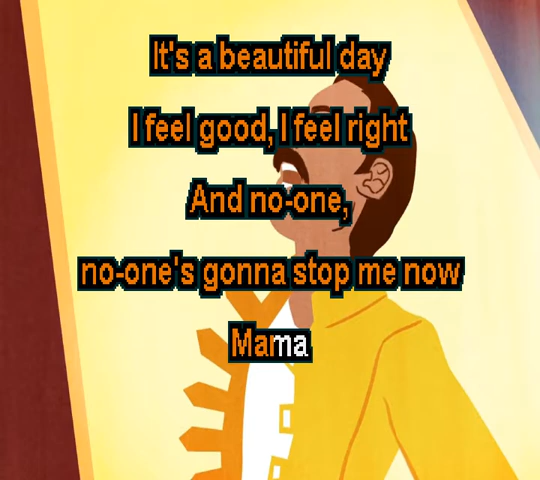 It's a beautiful day
I feel good, I feel right
And no-one,
no-one's gonna stop me now
Mama